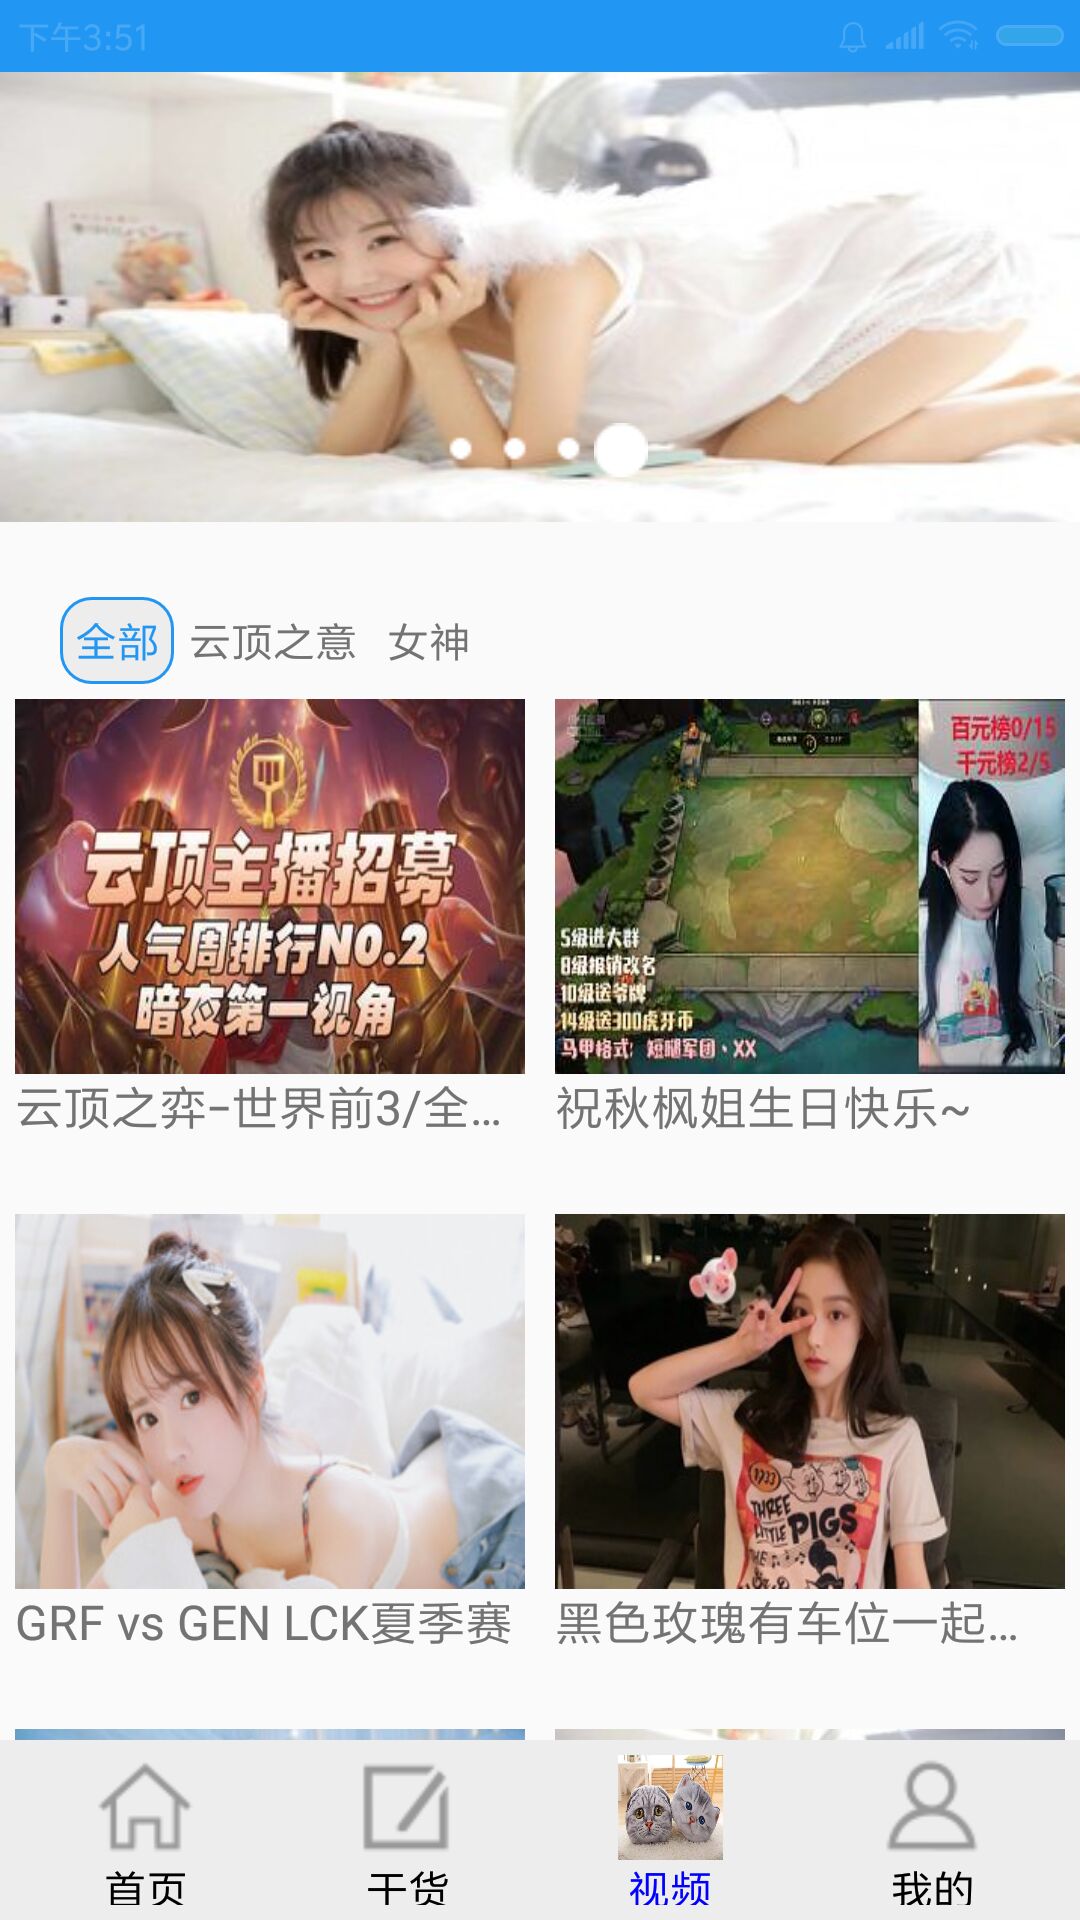 下午3:51
全部 云顶之意 女神
云顶主播招募
人气周排行NO.2
暗夜第一视角
百元榜0/15
千元榜2/5
5级进大群
8级报销改名
10级送爷牌
14级送300虎牙币
马甲格式：短腿军团丶XX
云顶之弈-世界前3/全...
祝秋枫姐生日快乐~
1933
THREE
LITTLE PIGS
THE
GRF vs GEN LCK夏季赛
黑色玫瑰有车位一起...
首页
干货
视频
我的